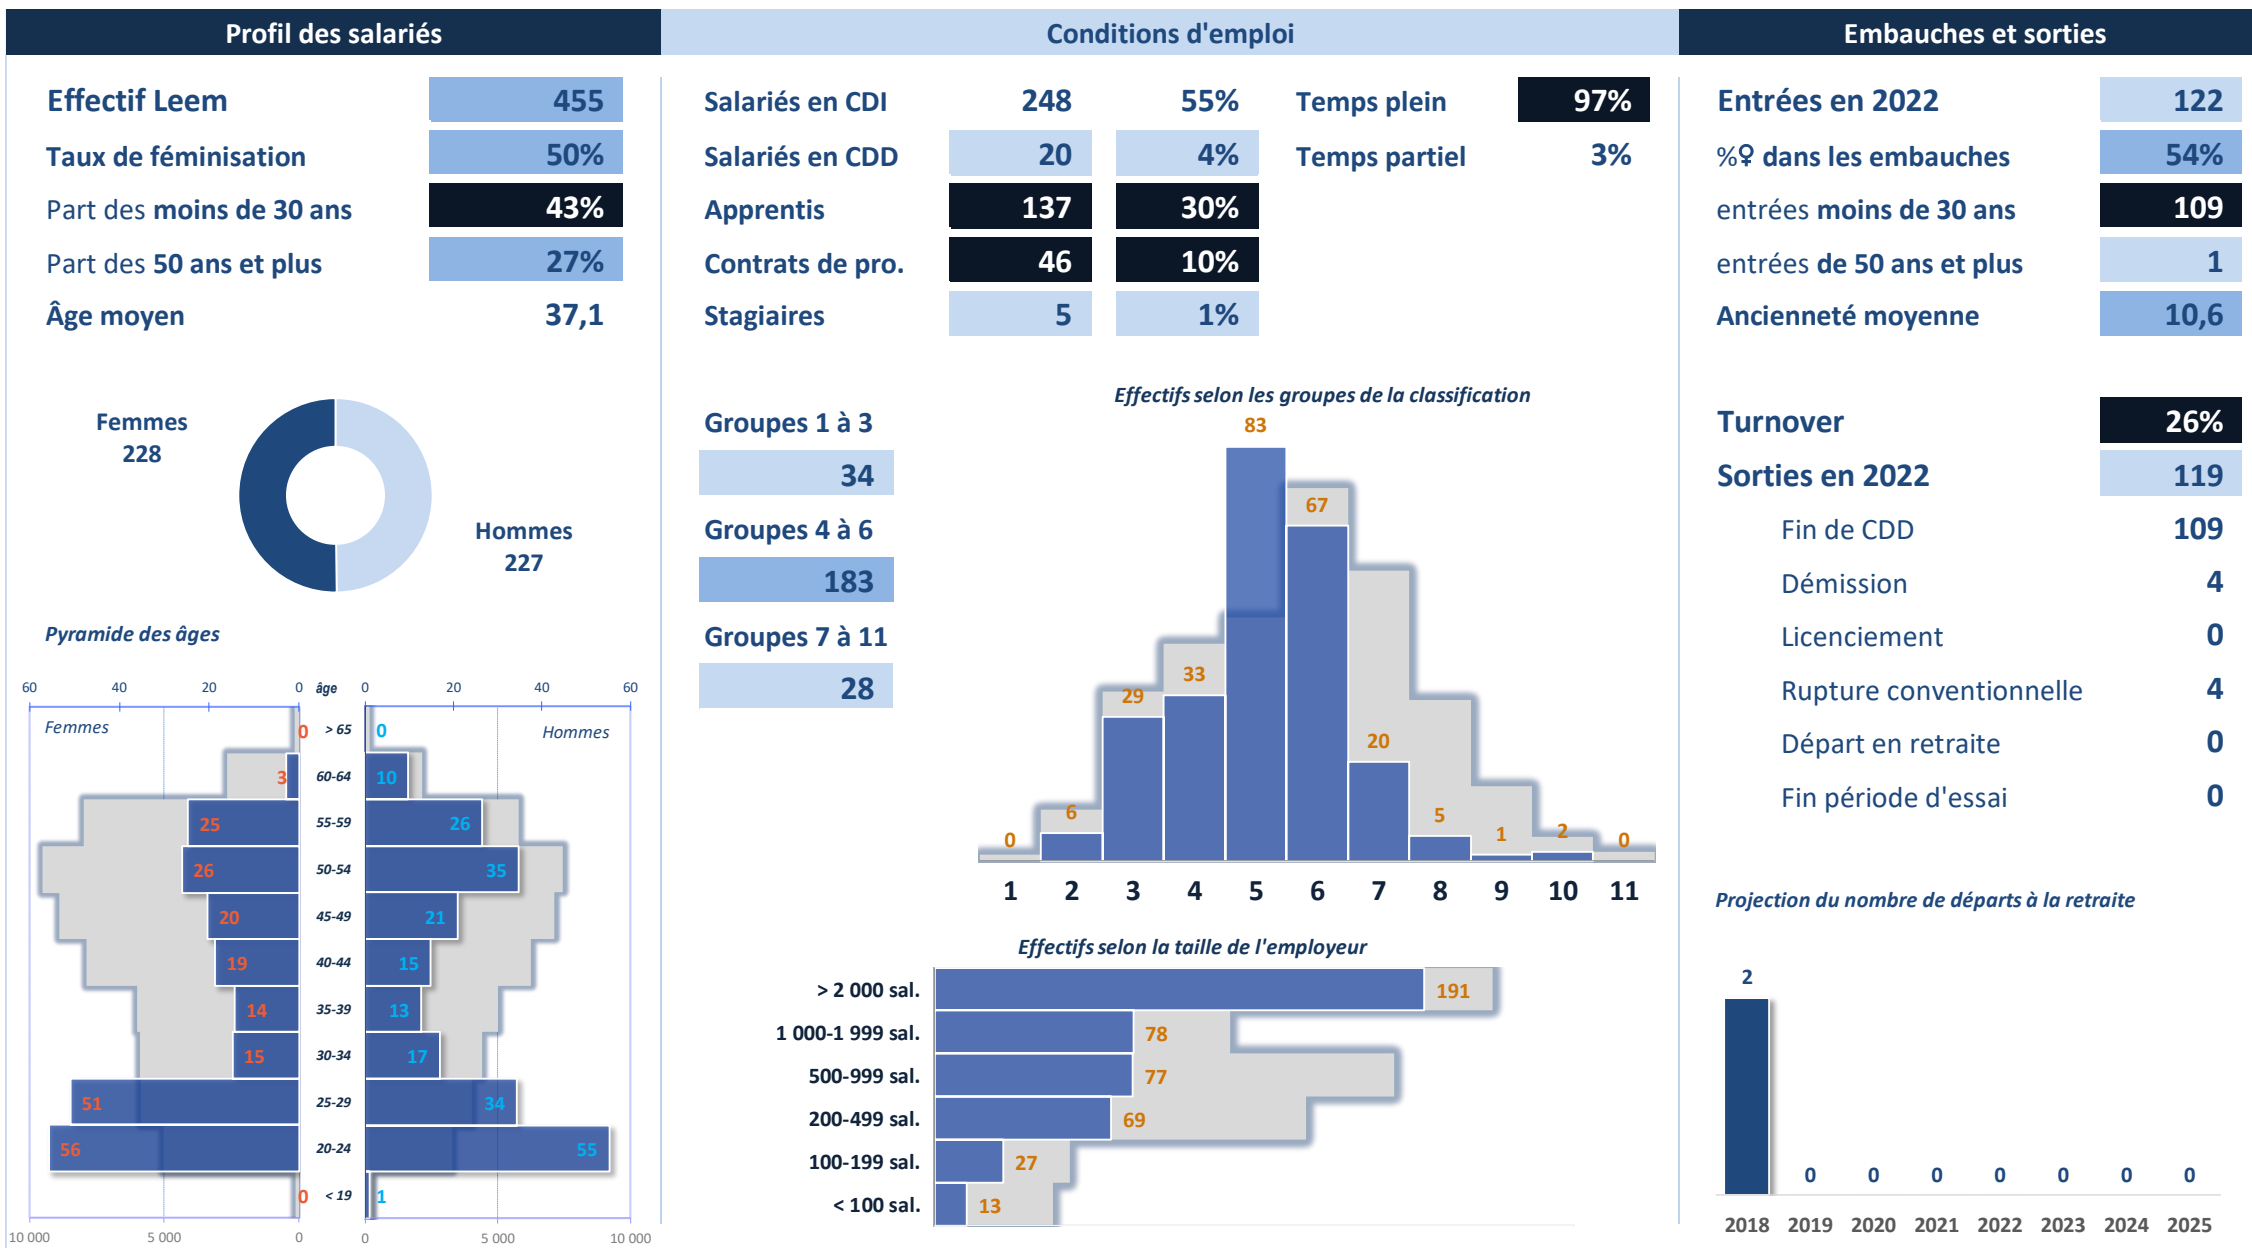 Profil des salariés
Effectif Leem 455
Taux de féminisation 50%
Part des moins de 30 ans 43%
Part des 50 ans et plus 27%
Âge moyen 37,1
Femmes
228
Hommes
227
Pyramide des âges
60 40 20 0 âge 0 20 40 60
Femmes Hommes
0 > 65 0
3 60-64 10
25 55-59 26
26 50-54 35
20 45-49 21
19 40-44 15
14 35-39 13
15 30-34 17
51 25-29 34
56 20-24 55
0 < 19 1
10 000 5 000 0 0 5 000 10 000
Conditions d'emploi
Salariés en CDI 248 55%
Salariés en CDD 20 4%
Apprentis 137 30%
Contrats de pro. 46 10%
Stagiaires 5 1%
Temps plein 97%
Temps partiel 3%
Groupes 1 à 3
34
Groupes 4 à 6
183
Groupes 7 à 11
28
Effectifs selon les groupes de la classification
0 6 29 33 83 67 20 5 1 2 0
1 2 3 4 5 6 7 8 9 10 11
Effectifs selon la taille de l'employeur
> 2 000 sal. 191
1 000-1 999 sal. 78
500-999 sal. 77
200-499 sal. 69
100-199 sal. 27
< 100 sal. 13
Embauches et sorties
Entrées en 2022 122
%♀ dans les embauches 54%
entrées moins de 30 ans 109
entrées de 50 ans et plus 1
Ancienneté moyenne 10,6
Turnover 26%
Sorties en 2022 119
Fin de CDD 109
Démission 4
Licenciement 0
Rupture conventionnelle 4
Départ en retraite 0
Fin période d'essai 0
Projection du nombre de départs à la retraite
2 0 0 0 0 0 0 0
2018 2019 2020 2021 2022 2023 2024 2025